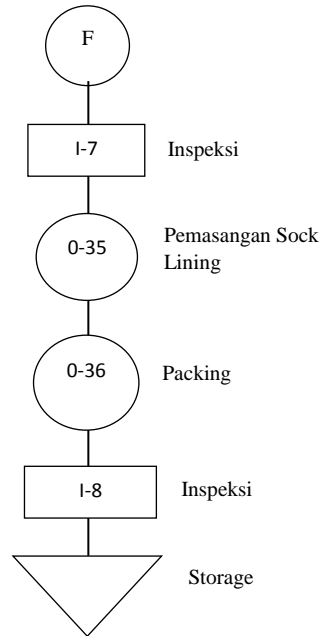 F
I-7
Inspeksi
0-35
Pemasangan Sock
Lining
0-36
Packing
I-8
Inspeksi
Storage